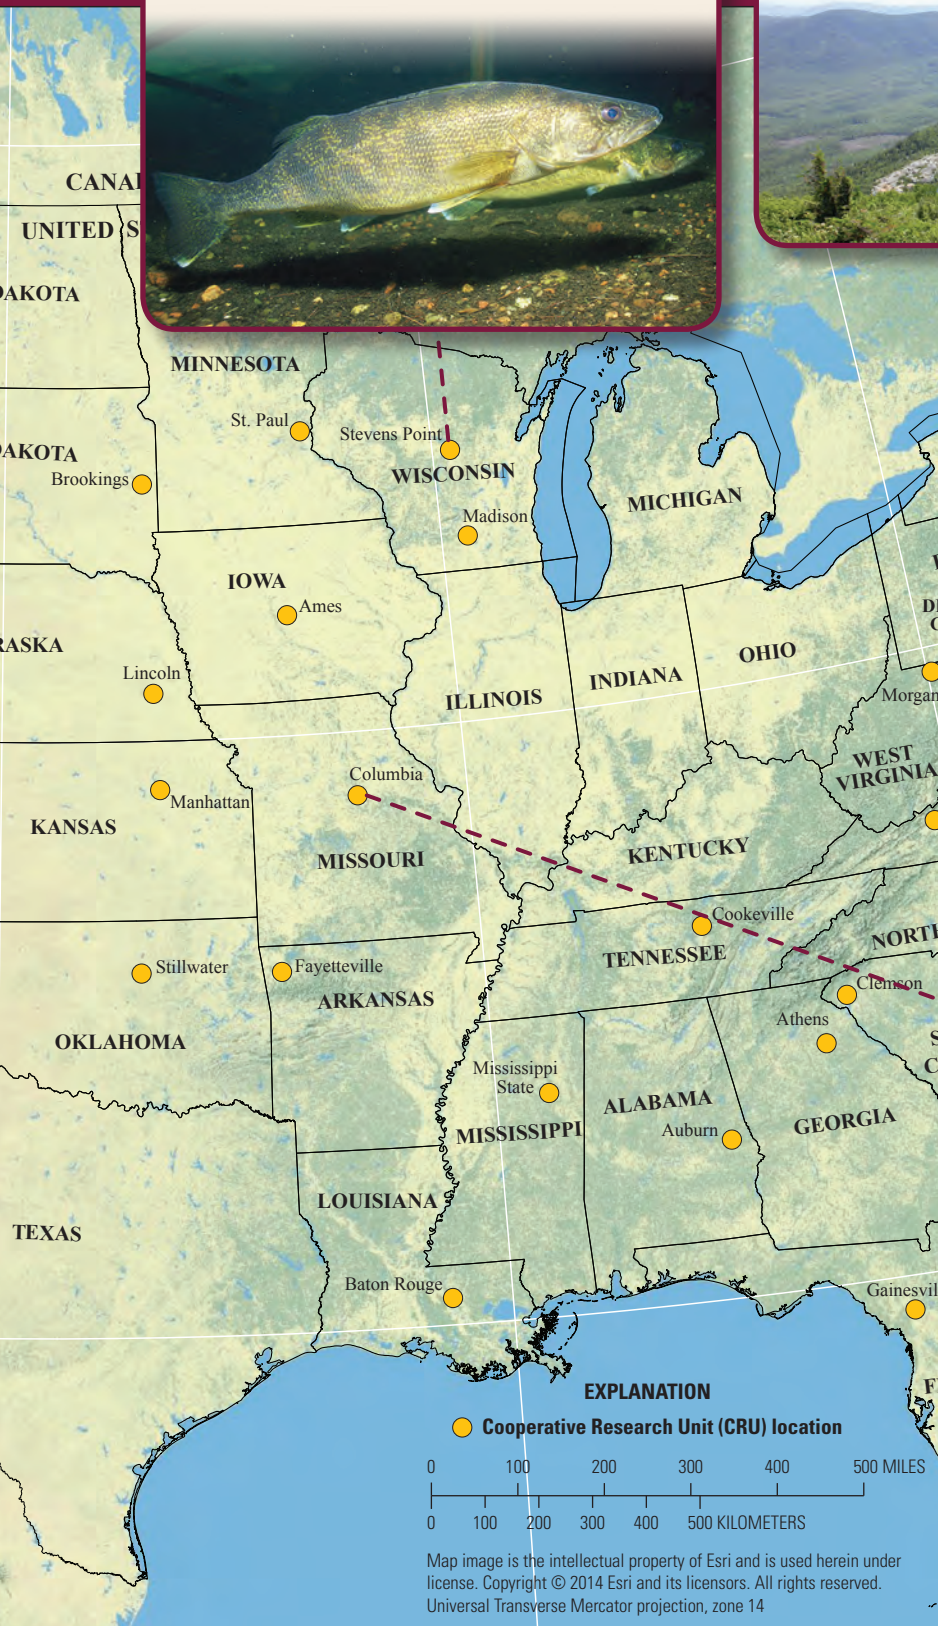 CANA
UNITED S
DAKOTA
MINNESOTA
St. Paul
Stevens Point
DAKOTA
Brookings
WISCONSIN
MICHIGAN
Madison
IOWA
Ames
RASKA
OHIO
Lincoln
INDIANA
ILLINOIS
Morgan
WEST
VIRGINIA
Columbia
Manhattan
KANSAS
MISSOURI
KENTUCKY
Cookeville
NORTH
TENNESSEE
Stillwater
Fayetteville
Clemson
ARKANSAS
Athens
OKLAHOMA
Mississippi
State
ALABAMA
GEORGIA
Auburn
MISSISSIPPI
LOUISIANA
TEXAS
Baton Rouge
Gainesvil
EXPLANATION
Cooperative Research Unit (CRU) location
0 100 200 300 400 500 MILES
0 100 200 300 400 500 KILOMETERS
Map image is the intellectual property of Esri and is used herein under
license. Copyright © 2014 Esri and its licensors. All rights reserved.
Universal Transverse Mercator projection, zone 14